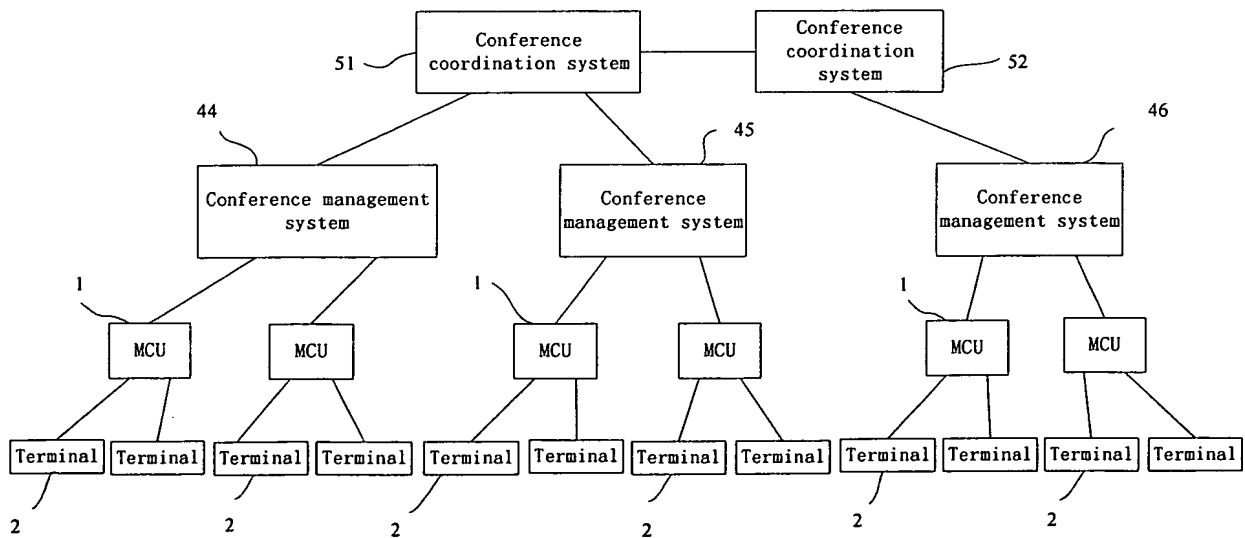 Conference
coordination system
Conference
coordination
system
51
52
44
45
46
Conference management
system
Conference
management system
Conference
management system
1
1
1
MCU
MCU
MCU
MCU
MCU
MCU
Terminal
Terminal
Terminal
Terminal
Terminal
Terminal
Terminal
Terminal
Terminal
Terminal
Terminal
Terminal
2
2
2
2
2
2